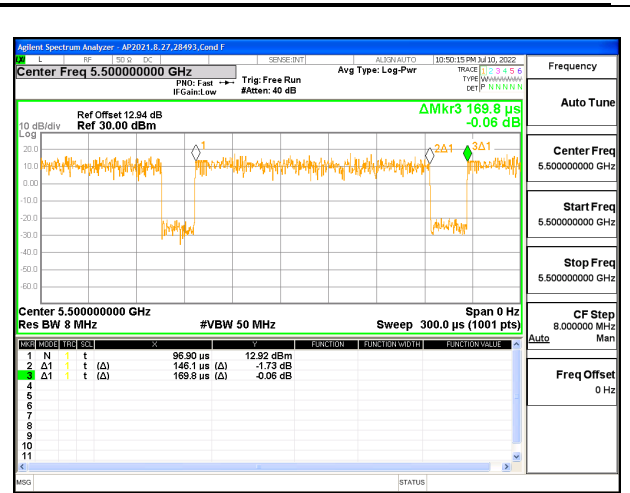 Agilent Spectrum Analyzer - AP2021.8.27,28493,Cond F
L RF 50 Ω DC SENSE:INT ALIGN AUTO 10:50:15 PM Jul 10, 2022
Center Freq 5.500000000 GHz
PNO: Fast
IFGain:Low
Trig: Free Run
#Atten: 40 dB
Avg Type: Log-Pwr
TRACE 1 2 3 4 5 6
TYPE
DET P N N N N N
Ref Offset 12.94 dB
Ref 30.00 dBm
10 dB/div
Log
ΔMkr3 169.8 µs
-0.06 dB
20.0
10.0
0.00
-10.0
-20.0
-30.0
-40.0
-50.0
-60.0
1
2Δ1
3Δ1
Center 5.500000000 GHz
Span 0 Hz
Res BW 8 MHz
#VBW 50 MHz
Sweep 300.0 µs (1001 pts)
MKR MODE TRC SCL X Y FUNCTION FUNCTION WIDTH FUNCTION VALUE
1 N 1 t 96.90 µs 12.92 dBm
2 Δ1 1 t (Δ) 146.1 µs (Δ) -1.73 dB
3 Δ1 1 t (Δ) 169.8 µs (Δ) -0.06 dB
4
5
6
7
8
9
10
11
MSG
STATUS
Frequency
Auto Tune
Center Freq
5.500000000 GHz
Start Freq
5.500000000 GHz
Stop Freq
5.500000000 GHz
CF Step
8.000000 MHz
Auto Man
Freq Offset
0 Hz